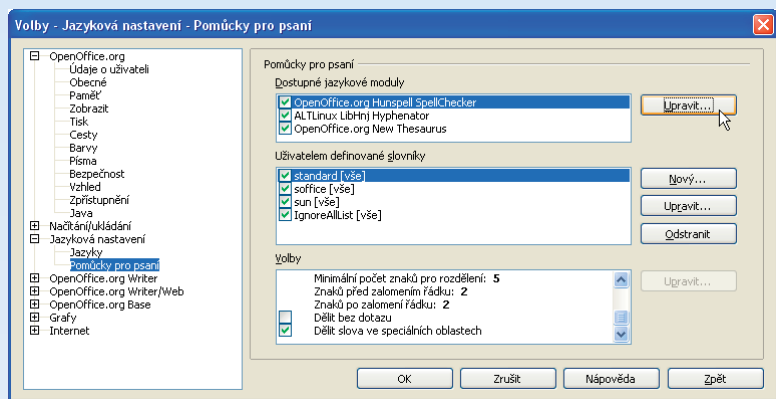 Volby - Jazyková nastavení - Pomůcky pro psaní
OpenOffice.org
Údaje o uživateli
Obecné
Paměť
Zobrazit
Tisk
Cesty
Barvy
Písma
Bezpečnost
Vzhled
Zpřístupnění
Java
Načítání/ukládání
Jazyková nastavení
Jazyky
Pomůcky pro psaní
OpenOffice.org Writer
OpenOffice.org Writer/Web
OpenOffice.org Base
Grafy
Internet
Pomůcky pro psaní
Dostupné jazykové moduly
OpenOffice.org Hunspell SpellChecker
ALTLinux LibHnj Hyphenator
OpenOffice.org New Thesaurus
Upravit...
Uživatelem definované slovníky
standard [vše]
soffice [vše]
sun [vše]
IgnoreAllList [vše]
Nový...
Upravit...
Odstranit
Volby
Minimální počet znaků pro rozdělení: 5
Znaků před zalomením řádku: 2
Znaků po zalomení řádku: 2
Dělit bez dotazu
Dělit slova ve speciálních oblastech
Upravit...
OK
Zrušit
Nápověda
Zpět